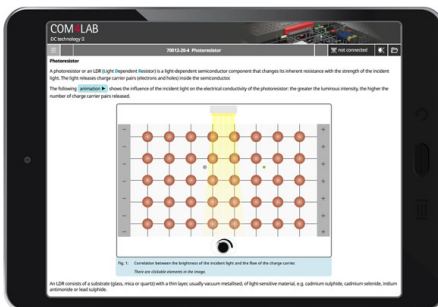 COM4LAB
DC technology II
70013-26-4 Photoresistor
not connected
Photoresistor
A photoresistor or an LDR (Light Dependent Resistor) is a light-dependent semiconductor component that changes its inherent resistance with the strength of the incident
light. The light releases charge carrier pairs (electrons and holes) inside the semiconductor.
The following animation ▶ shows the influence of the incident light on the electrical conductivity of the photoresistor: the greater the luminous intensity, the higher the
number of charge carrier pairs released.
Fig. 1: Correlation between the brightness of the incident light and the flow of the charge carrier.
There are clickable elements in the image.
An LDR consists of a substrate (glass, mica or quartz) with a thin layer, usually vacuum metallised, of light-sensitive material, e.g. cadmium sulphide, cadmium selenide, indium
antimonide or lead sulphide.